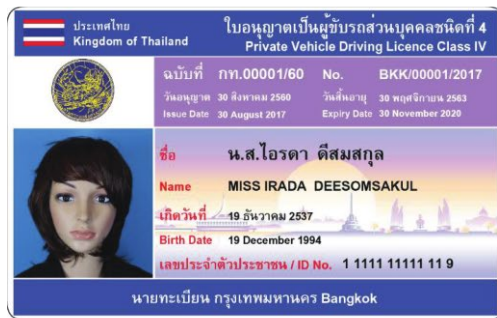 ประเทศไทย
Kingdom of Thailand
ใบอนุญาตเป็นผู้ขับรถส่วนบุคคลชนิดที่ 4
Private Vehicle Driving Licence Class IV
ฉบับที่ กท.00001/60 No. BKK/00001/2017
วันอนุญาต 30 สิงหาคม 2560 วันสิ้นอายุ 30 พฤศจิกายน 2563
Issue Date 30 August 2017 Expiry Date 30 November 2020
ชื่อ น.ส.ไอรดา ดีสมสกุล
Name MISS IRADA DEESOMSAKUL
เกิดวันที่ 19 ธันวาคม 2537
Birth Date 19 December 1994
เลขประจำตัวประชาชน / ID No. 1 1111 11111 11 9
นายทะเบียน กรุงเทพมหานคร Bangkok